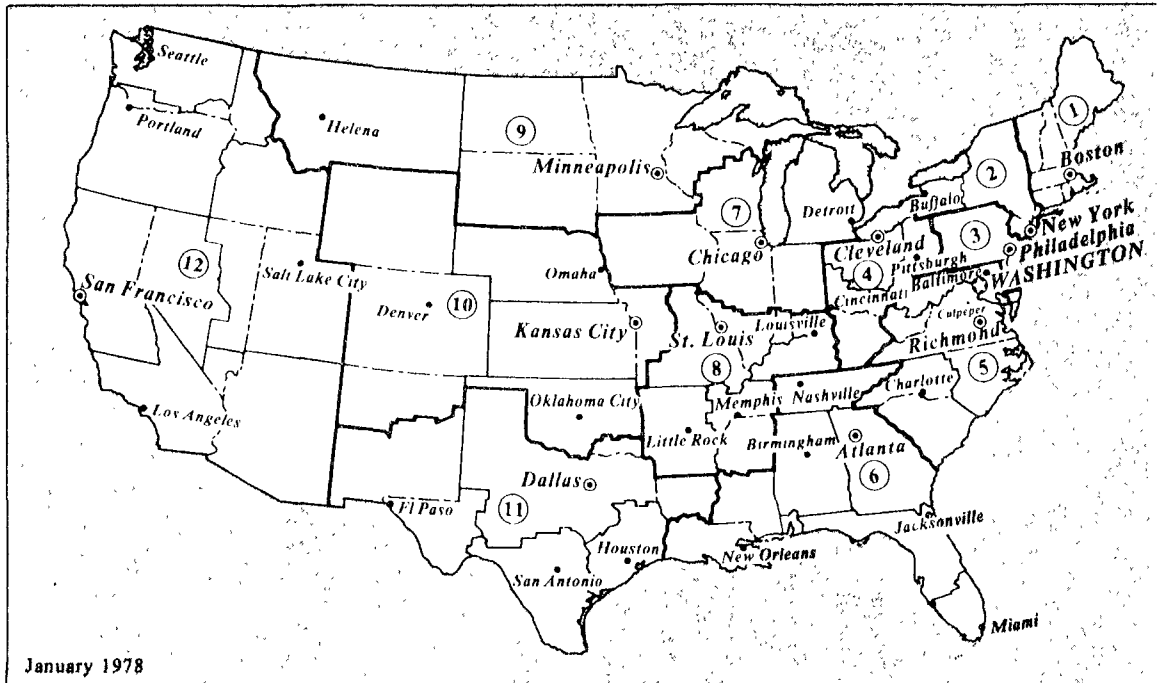 Seattle
Portland
Helena
9
Minneapolis
1
Boston
2
Buffalo
7
Detroit
3
New York
Philadelphia
WASHINGTON
Chicago
Cleveland
Pittsburgh
4
Baltimore
Cincinnati
12
Salt Lake City
San Francisco
Omaha
Denver
10
Kansas City
St. Louis
Louisville
Culpeper
Richmond
8
5
Charlotte
Los Angeles
Oklahoma City
Memphis
Nashville
Little Rock
Birmingham
Atlanta
6
Dallas
El Paso
11
Houston
San Antonio
New Orleans
Jacksonville
Miami
January 1978